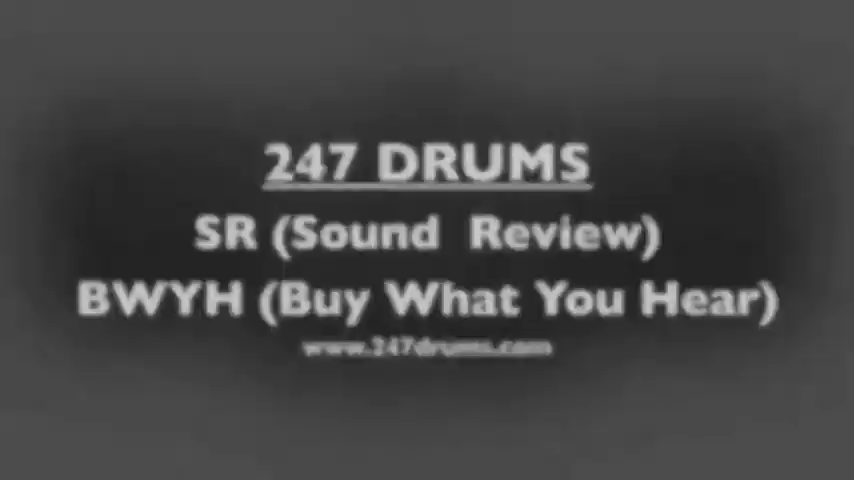 247 DRUMS
SR (Sound Review)
BWYH (Buy What You Hear)
www.247drums.com